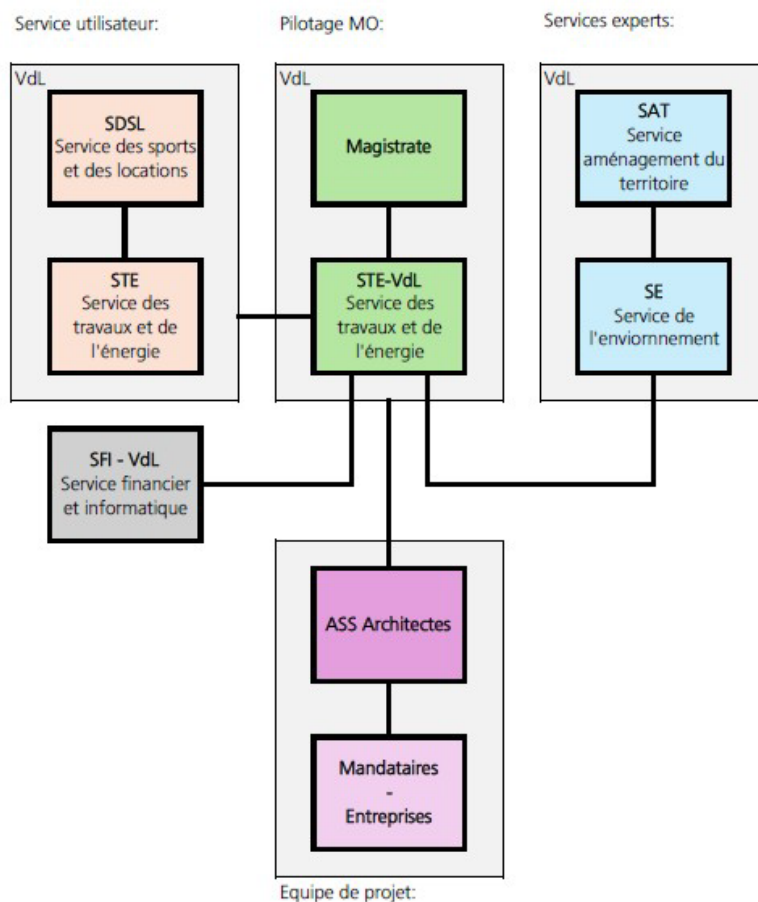 Service utilisateur:
Pilotage MO:
Services experts:
VdL
SDSL
Service des sports
et des locations
STE
Service des
travaux et de
l'énergie
VdL
Magistrate
STE-VdL
Service des
travaux et de
l'énergie
VdL
SAT
Service
aménagement du
territoire
SE
Service de
l'enviornnement
SFI - VdL
Service financier
et informatique
ASS Architectes
Mandataires
-
Entreprises
Equipe de projet: